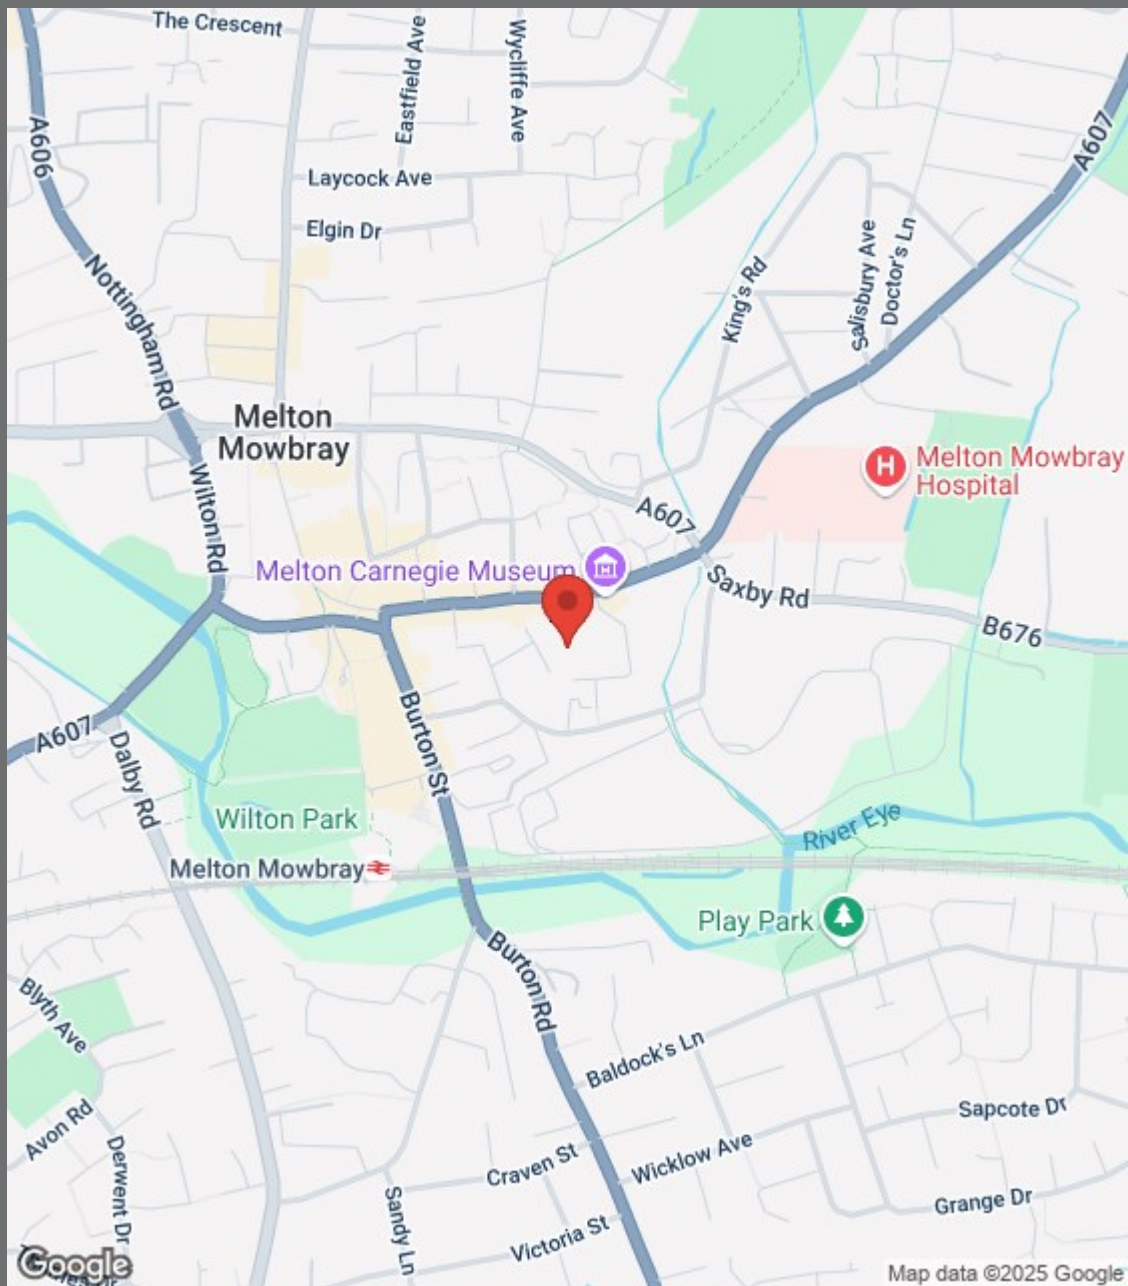 The Crescent
Eastfield Ave
Wycliffe Ave
A606
A607
Laycock Ave
Elgin Dr
Salisbury Ave
Doctor's Ln
King's Rd
Nottingham Rd
Melton
Mowbray
Melton Mowbray
Hospital
Wilton Rd
A607
Melton Carnegie Museum
Saxby Rd
B676
A607
Burton St
Dalby Rd
Wilton Park
River Eye
Melton Mowbray
Play Park
Burton Rd
Blyth Ave
Baldock's Ln
Sapcote Dr
Avon Rd
Derwent Dr
Craven St
Wicklow Ave
Grange Dr
Sandy Ln
Victoria St
Google
Map data ©2025 Google